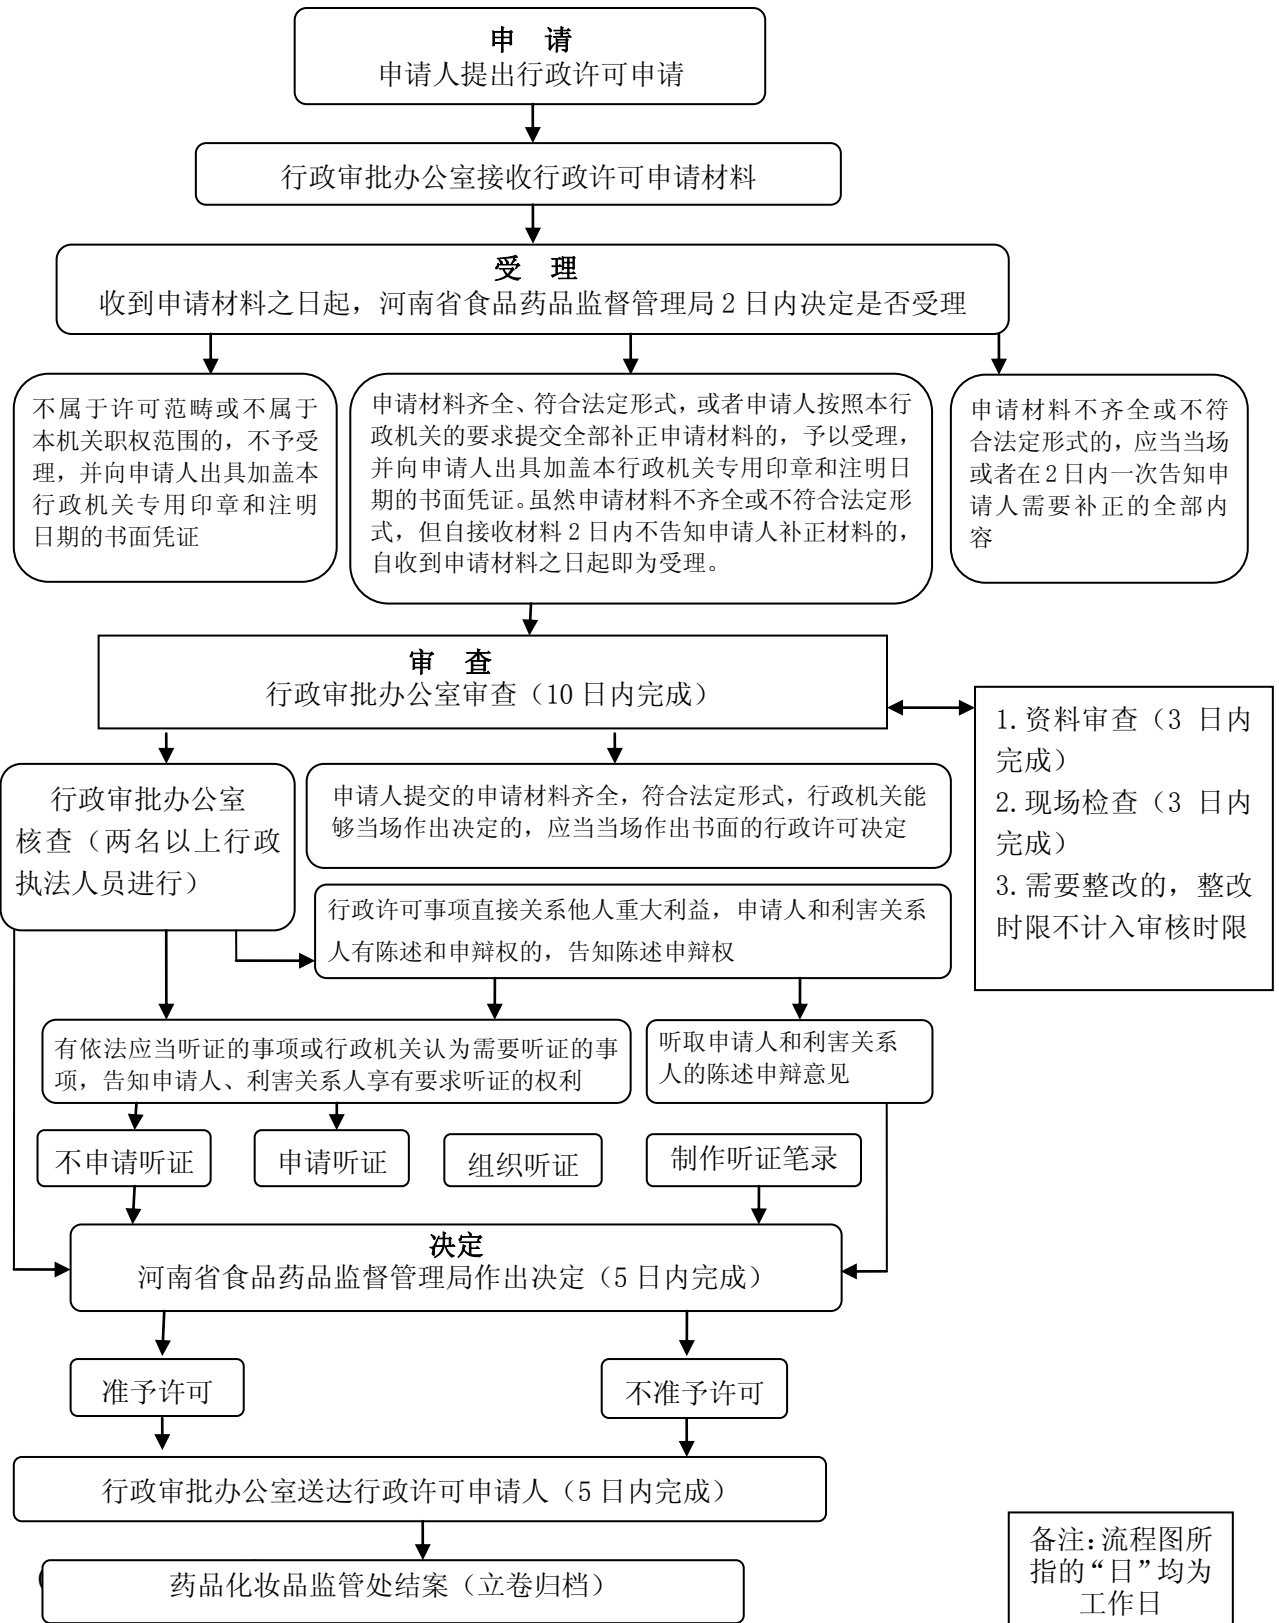 申 请
申请人提出行政许可申请
行政审批办公室接收行政许可申请材料
受 理
收到申请材料之日起，河南省食品药品监督管理局 2 日内决定是否受理
不属于许可范畴或不属于
本机关职权范围的，不予受
理，并向申请人出具加盖本
行政机关专用印章和注明
日期的书面凭证
申请材料齐全、符合法定形式，或者申请人按照本行
政机关的要求提交全部补正申请材料的，予以受理，
并向申请人出具加盖本行政机关专用印章和注明日
期的书面凭证。虽然申请材料不齐全或不符合法定形
式，但自接收材料 2 日内不告知申请人补正材料的，
自收到申请材料之日起即为受理。
申请材料不齐全或不符
合法定形式的，应当当场
或者在 2 日内一次告知申
请人需要补正的全部内
容
审 查
行政审批办公室审查（10 日内完成）
1.资料审查（3 日内
完成）
2.现场检查（3 日内
完成）
3.需要整改的，整改
时限不计入审核时限
行政审批办公室
核查（两名以上行政
执法人员进行）
申请人提交的申请材料齐全，符合法定形式，行政机关能
够当场作出决定的，应当当场作出书面的行政许可决定
行政许可事项直接关系他人重大利益，申请人和利害关系
人有陈述和申辩权的，告知陈述申辩权
有依法应当听证的事项或行政机关认为需要听证的事
项，告知申请人、利害关系人享有要求听证的权利
听取申请人和利害关系
人的陈述申辩意见
不申请听证
申请听证
组织听证
制作听证笔录
决定
河南省食品药品监督管理局作出决定（5 日内完成）
准予许可
不准予许可
行政审批办公室送达行政许可申请人（5 日内完成）
药品化妆品监管处结案（立卷归档）
备注：流程图所
指的“日”均为
工作日